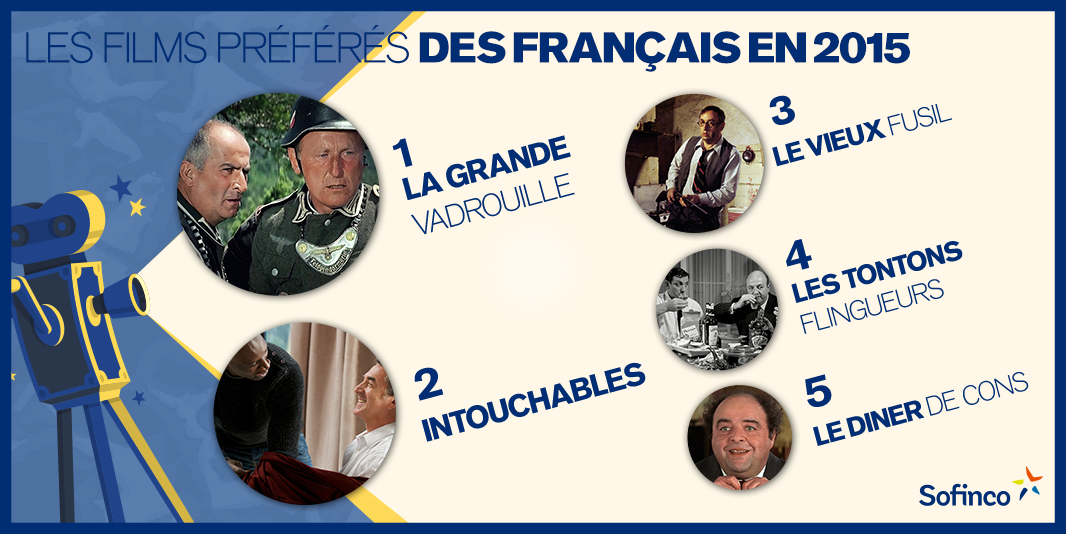 LES FILMS PRÉFÉRÉS DES FRANÇAIS EN 2015
1
LA GRANDE
VADROUILLE
2
INTOUCHABLES
3
LE VIEUX FUSIL
4
LES TONTONS
FLINGUEURS
5
LE DINER DE CONS
Sofinco